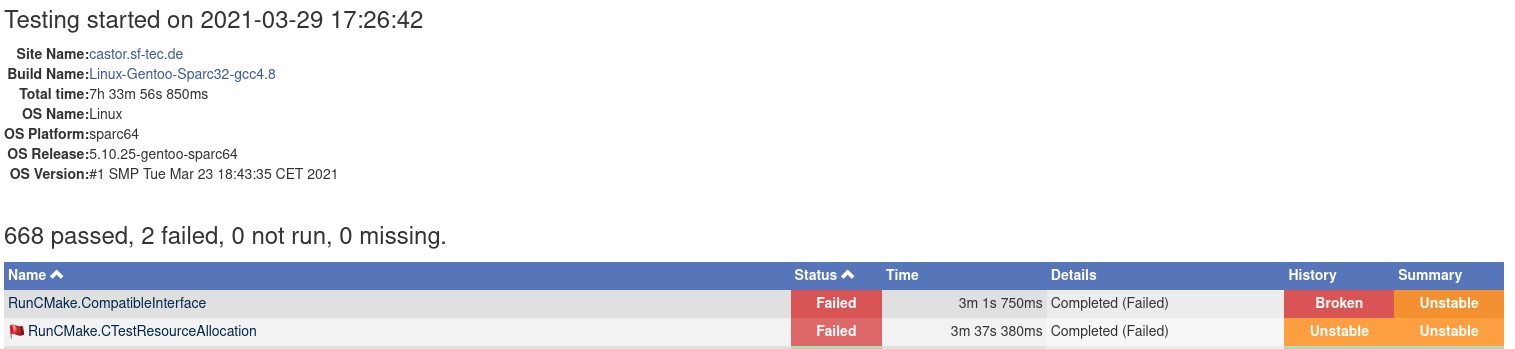 Testing started on 2021-03-29 17:26:42
Site Name:castor.sf-tec.de
Build Name:Linux-Gentoo-Sparc32-gcc4.8
Total time:7h 33m 56s 850ms
OS Name:Linux
OS Platform:sparc64
OS Release:5.10.25-gentoo-sparc64
OS Version:#1 SMP Tue Mar 23 18:43:35 CET 2021
668 passed, 2 failed, 0 not run, 0 missing.
Name Status Time Details History Summary
RunCMake.CompatibleInterface Failed 3m 1s 750ms Completed (Failed) Broken Unstable
RunCMake.CTestResourceAllocation Failed 3m 37s 380ms Completed (Failed) Unstable Unstable